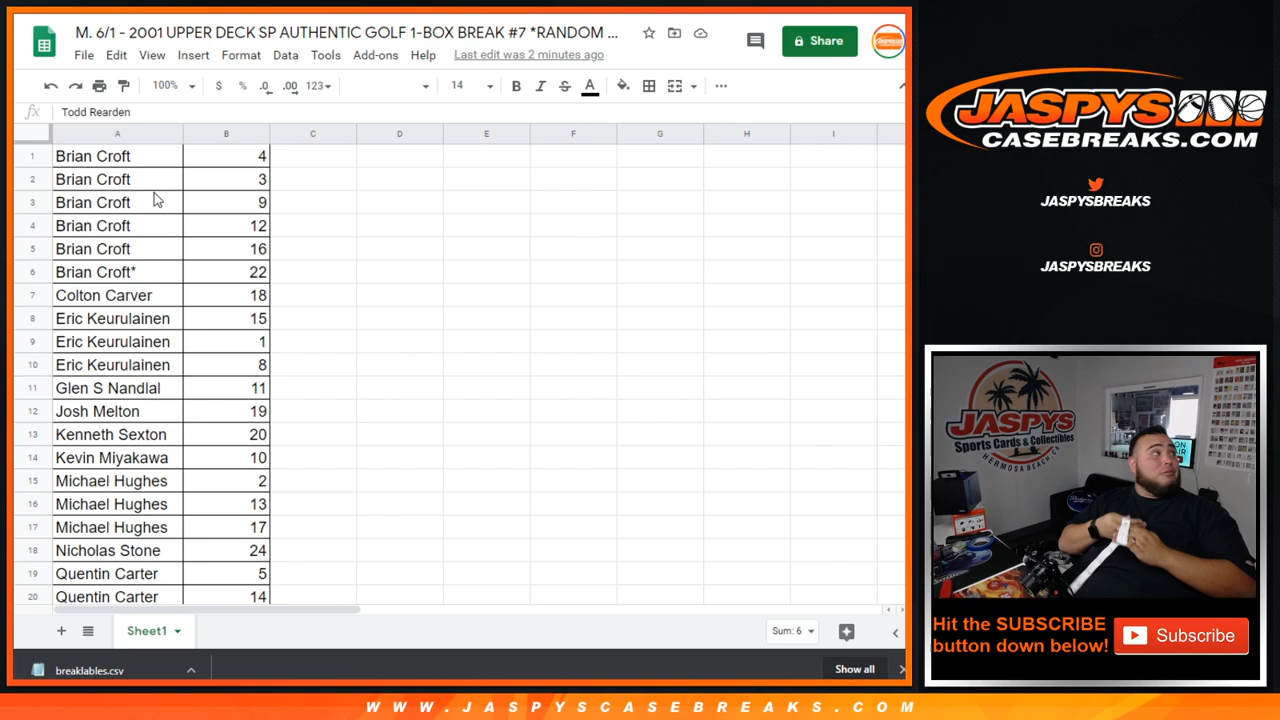 M. 6/1 - 2001 UPPER DECK SP AUTHENTIC GOLF 1-BOX BREAK #7 *RANDOM ...
File Edit View Insert Format Data Tools Add-ons Help Last edit was 2 minutes ago
Share
100% $ % .0 .00 123 14 B I S A
fx Todd Rearden
A B C D E F G H I
1 Brian Croft 4
2 Brian Croft 3
3 Brian Croft 9
4 Brian Croft 12
5 Brian Croft 16
6 Brian Croft* 22
7 Colton Carver 18
8 Eric Keurulainen 15
9 Eric Keurulainen 1
10 Eric Keurulainen 8
11 Glen S Nandlal 11
12 Josh Melton 19
13 Kenneth Sexton 20
14 Kevin Miyakawa 10
15 Michael Hughes 2
16 Michael Hughes 13
17 Michael Hughes 17
18 Nicholas Stone 24
19 Quentin Carter 5
20 Quentin Carter 14
Sheet1
Sum: 6
breaklables.csv
Show all
JASPYS
CASEBREAKS.COM
JASPYSBREAKS
JASPYSBREAKS
JASPYS
Sports Cards & Collectibles
HERMOSA BEACH, CA
ON
AIR
Hit the SUBSCRIBE
button down below!
Subscribe
WWW.JASPYSCASEBREAKS.COM